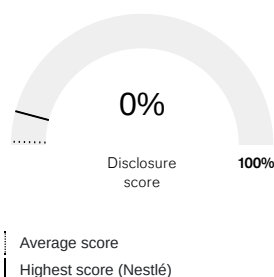 0%
Disclosure
score
100%
Average score
Highest score (Nestlé)